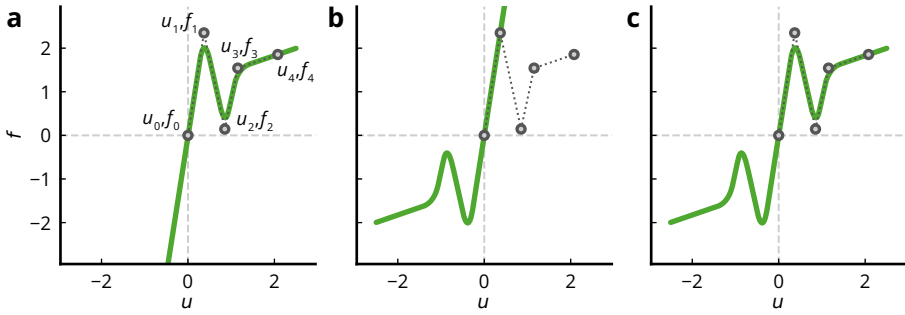 a
b
c
u₁,f₁
u₃,f₃
u₄,f₄
u₀,f₀
u₂,f₂
f
2
1
0
−1
−2
−2 0 2
−2 0 2
−2 0 2
u
u
u